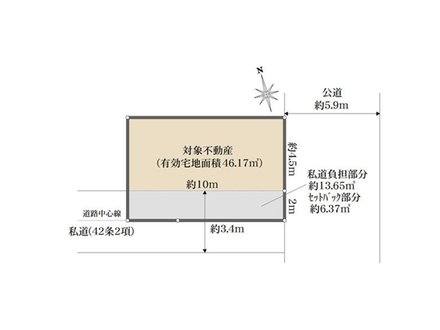 N
公道
約5.9m
対象不動産
(有効宅地面積46.17㎡)
約4.5m
私道負担部分
約13.65㎡
ｾｯﾄﾊﾞｯｸ部分
約6.37㎡
約10m
2m
道路中心線
私道(42条2項)
約3.4m